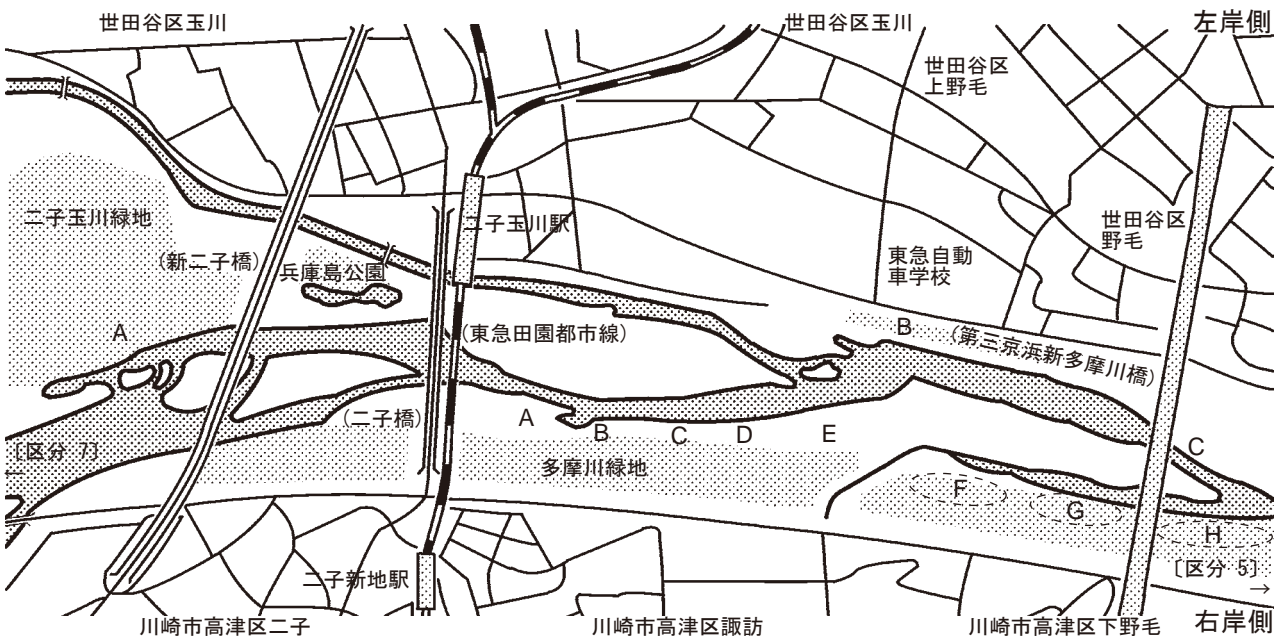 世田谷区玉川
世田谷区玉川
左岸側
世田谷区
上野毛
二子玉川緑地
二子玉川駅
世田谷区
野毛
(新二子橋)
兵庫島公園
東急自動
車学校
A
(東急田園都市線)
B
(第三京浜新多摩川橋)
(二子橋)
A
B
C
D
E
C
〔区分 7〕
←
多摩川緑地
F
G
H
〔区分 5〕
→
二子新地駅
川崎市高津区二子
川崎市高津区諏訪
川崎市高津区下野毛
右岸側